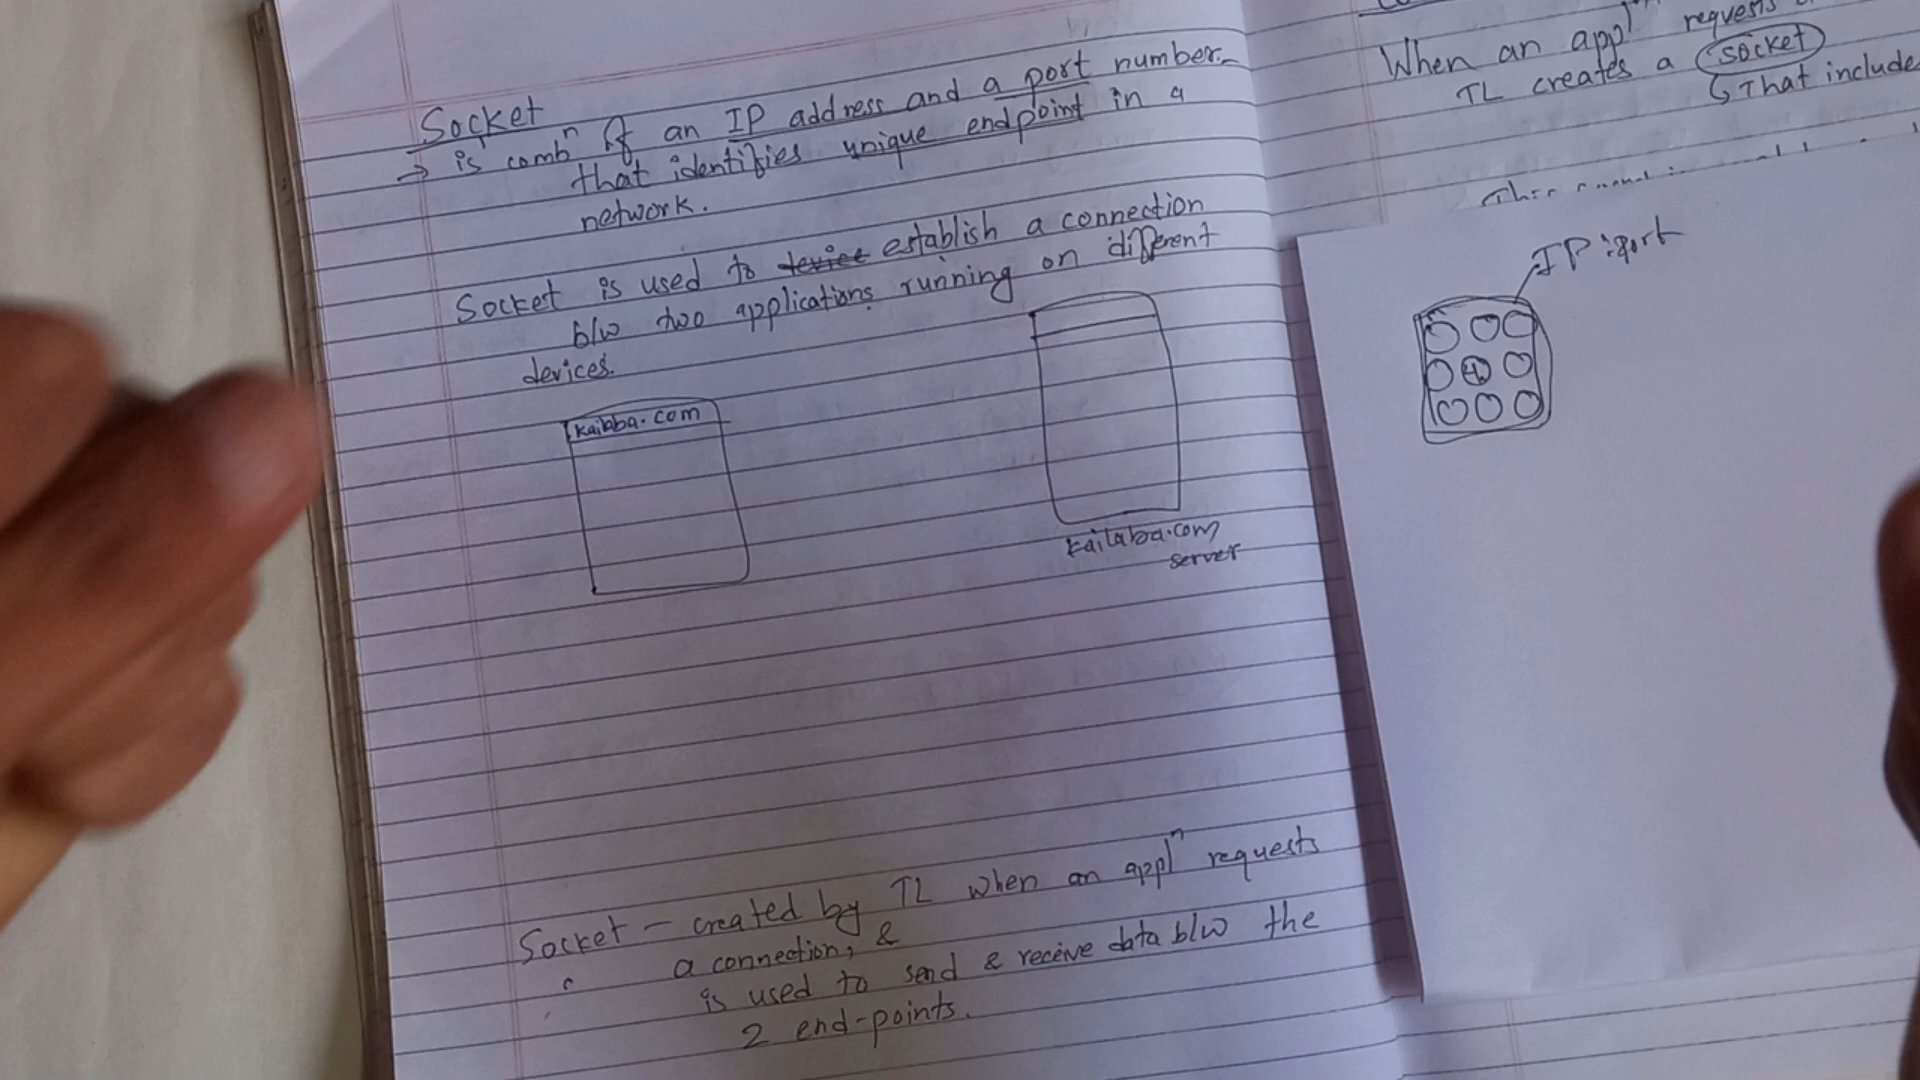 Socket
→ is combⁿ of an IP address and a port number
that identifies unique endpoint in a
network.
Socket is used to device establish a connection
b/w two applications running on different
devices.
kailaba.com
kailaba.com
server
Socket – created by TL when an applⁿ requests
a connection, &
is used to send & receive data b/w the
2 end-points.
When an applⁿ requests
TL creates a socket
↳ That include
IP:port